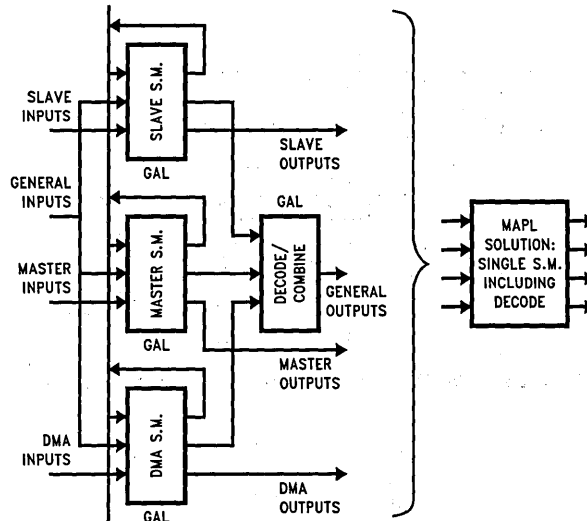 SLAVE
INPUTS
SLAVE S.M.
GAL
SLAVE
OUTPUTS
GENERAL
INPUTS
GAL
MASTER S.M.
GAL
DECODE/
COMBINE
GENERAL
OUTPUTS
MASTER
INPUTS
MASTER
OUTPUTS
DMA
INPUTS
DMA S.M.
GAL
DMA
OUTPUTS
MAPL
SOLUTION:
SINGLE S.M.
INCLUDING
DECODE